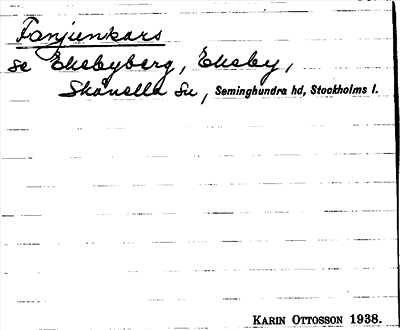 Fanjunkars
se Ekebyberg, Ekeby,
Skånella sn, Seminghundra hd, Stockholms l.
KARIN OTTOSSON 1938.